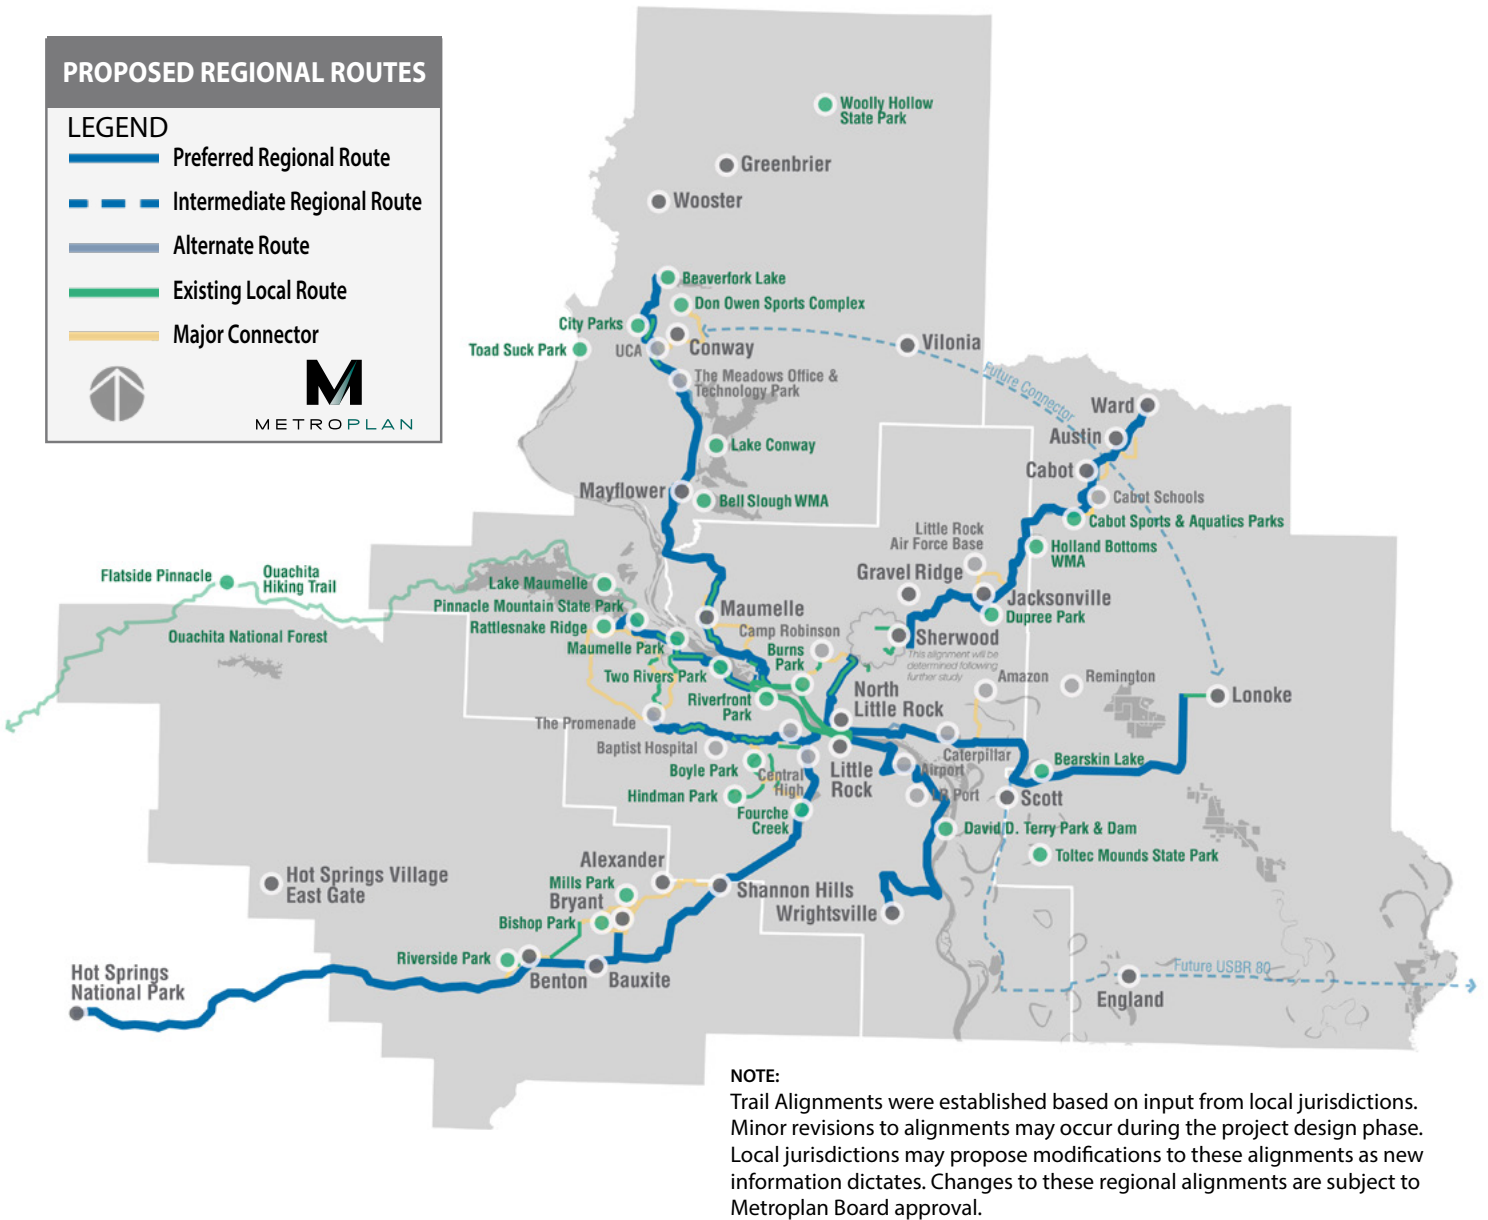 PROPOSED REGIONAL ROUTES
LEGEND
Preferred Regional Route
Intermediate Regional Route
Alternate Route
Existing Local Route
Major Connector
M
METROPLAN
Woolly Hollow
State Park
Greenbrier
Wooster
Beaverfork Lake
Don Owen Sports Complex
City Parks
Toad Suck Park
UCA
Conway
Vilonia
The Meadows Office &
Technology Park
Future Connector
Ward
Austin
Lake Conway
Cabot
Mayflower
Bell Slough WMA
Cabot Schools
Cabot Sports & Aquatics Parks
Little Rock
Air Force Base
Holland Bottoms
WMA
Gravel Ridge
Flatside Pinnacle
Ouachita
Hiking Trail
Lake Maumelle
Jacksonville
Pinnacle Mountain State Park
Maumelle
Dupree Park
Rattlesnake Ridge
Camp Robinson
Sherwood
Ouachita National Forest
Maumelle Park
Burns
Park
This alignment will be
determined following
further study
Two Rivers Park
Amazon
Remington
Riverfront
Park
North
Little Rock
Lonoke
The Promenade
Baptist Hospital
Caterpillar
Bearskin Lake
Boyle Park
Central
High
Little
Rock
Airport
Hindman Park
LR Port
Scott
Fourche
Creek
David D. Terry Park & Dam
Toltec Mounds State Park
Alexander
Hot Springs Village
East Gate
Mills Park
Bryant
Shannon Hills
Wrightsville
Bishop Park
Riverside Park
Hot Springs
National Park
Benton
Bauxite
Future USBR 80
England
NOTE:
Trail Alignments were established based on input from local jurisdictions.
Minor revisions to alignments may occur during the project design phase.
Local jurisdictions may propose modifications to these alignments as new
information dictates. Changes to these regional alignments are subject to
Metroplan Board approval.